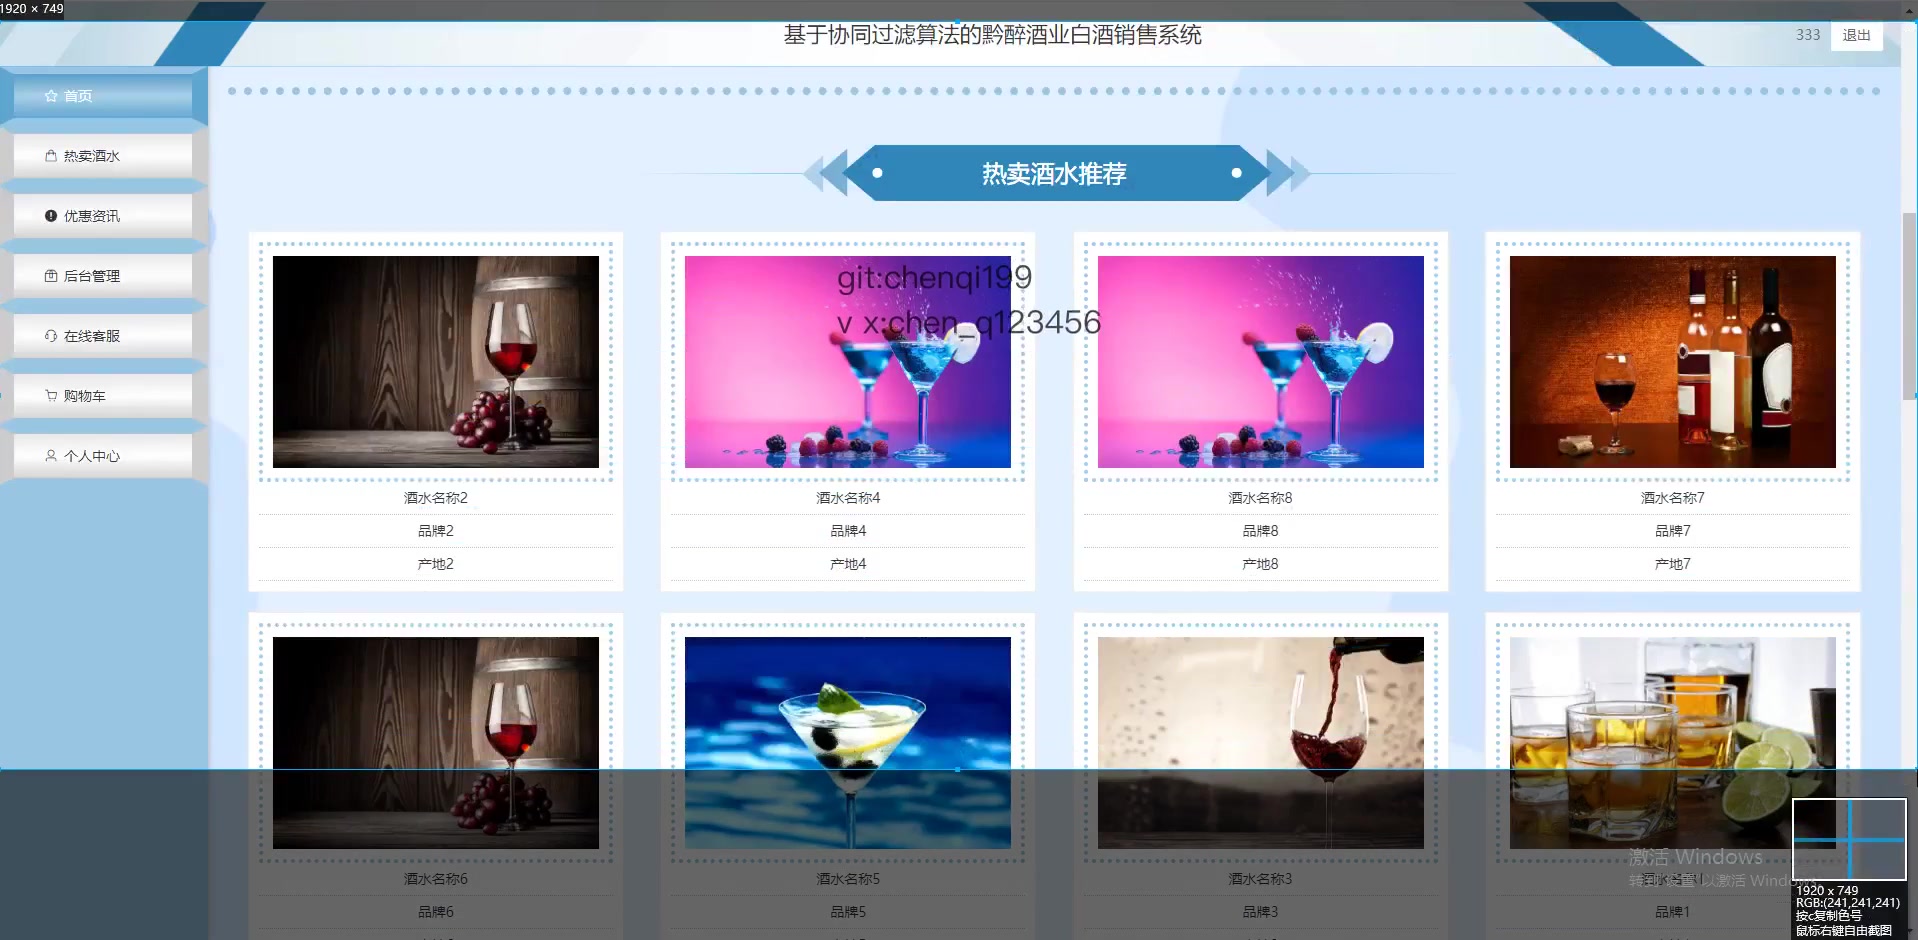 1920 × 749
基于协同过滤算法的黔醉酒业白酒销售系统
333
退出
首页
热卖酒水
优惠资讯
后台管理
在线客服
购物车
个人中心
热卖酒水推荐
git:chenqi199
v x:chen_q123456
酒水名称2
酒水名称4
酒水名称8
酒水名称7
品牌2
品牌4
品牌8
品牌7
产地2
产地4
产地8
产地7
酒水名称6
酒水名称5
酒水名称3
品牌6
品牌5
品牌3
品牌1
激活 Windows
转到"设置"以激活 Windows
1920 x 749
RGB:(241,241,241)
按c复制色号
鼠标右键自由截图